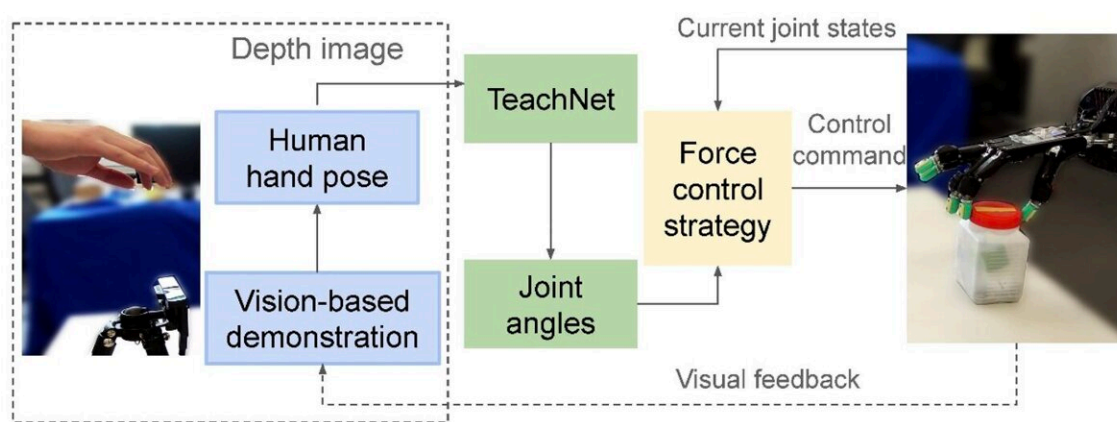 Depth image
Human
hand pose
Vision-based
demonstration
TeachNet
Joint
angles
Force
control
strategy
Current joint states
Control
command
Visual feedback